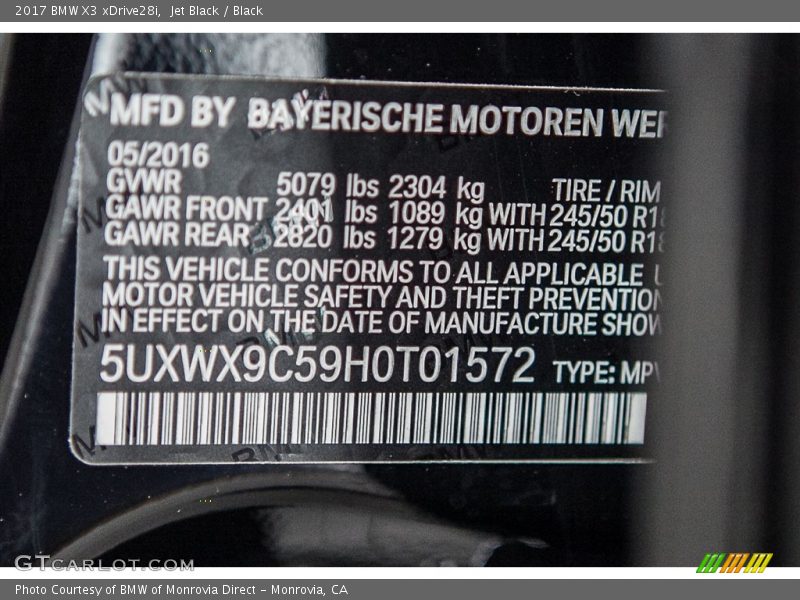 2017 BMW X3 xDrive28i, Jet Black / Black
MFD BY BAYERISCHE MOTOREN WER
05/2016
GVWR 5079 lbs 2304 kg TIRE / RIM
GAWR FRONT 2401 lbs 1089 kg WITH 245/50 R18
GAWR REAR 2820 lbs 1279 kg WITH 245/50 R18
THIS VEHICLE CONFORMS TO ALL APPLICABLE
MOTOR VEHICLE SAFETY AND THEFT PREVENTION
IN EFFECT ON THE DATE OF MANUFACTURE SHOW
5UXWX9C59H0T01572 TYPE: MPV
GTCARLOT.COM
Photo Courtesy of BMW of Monrovia Direct - Monrovia, CA